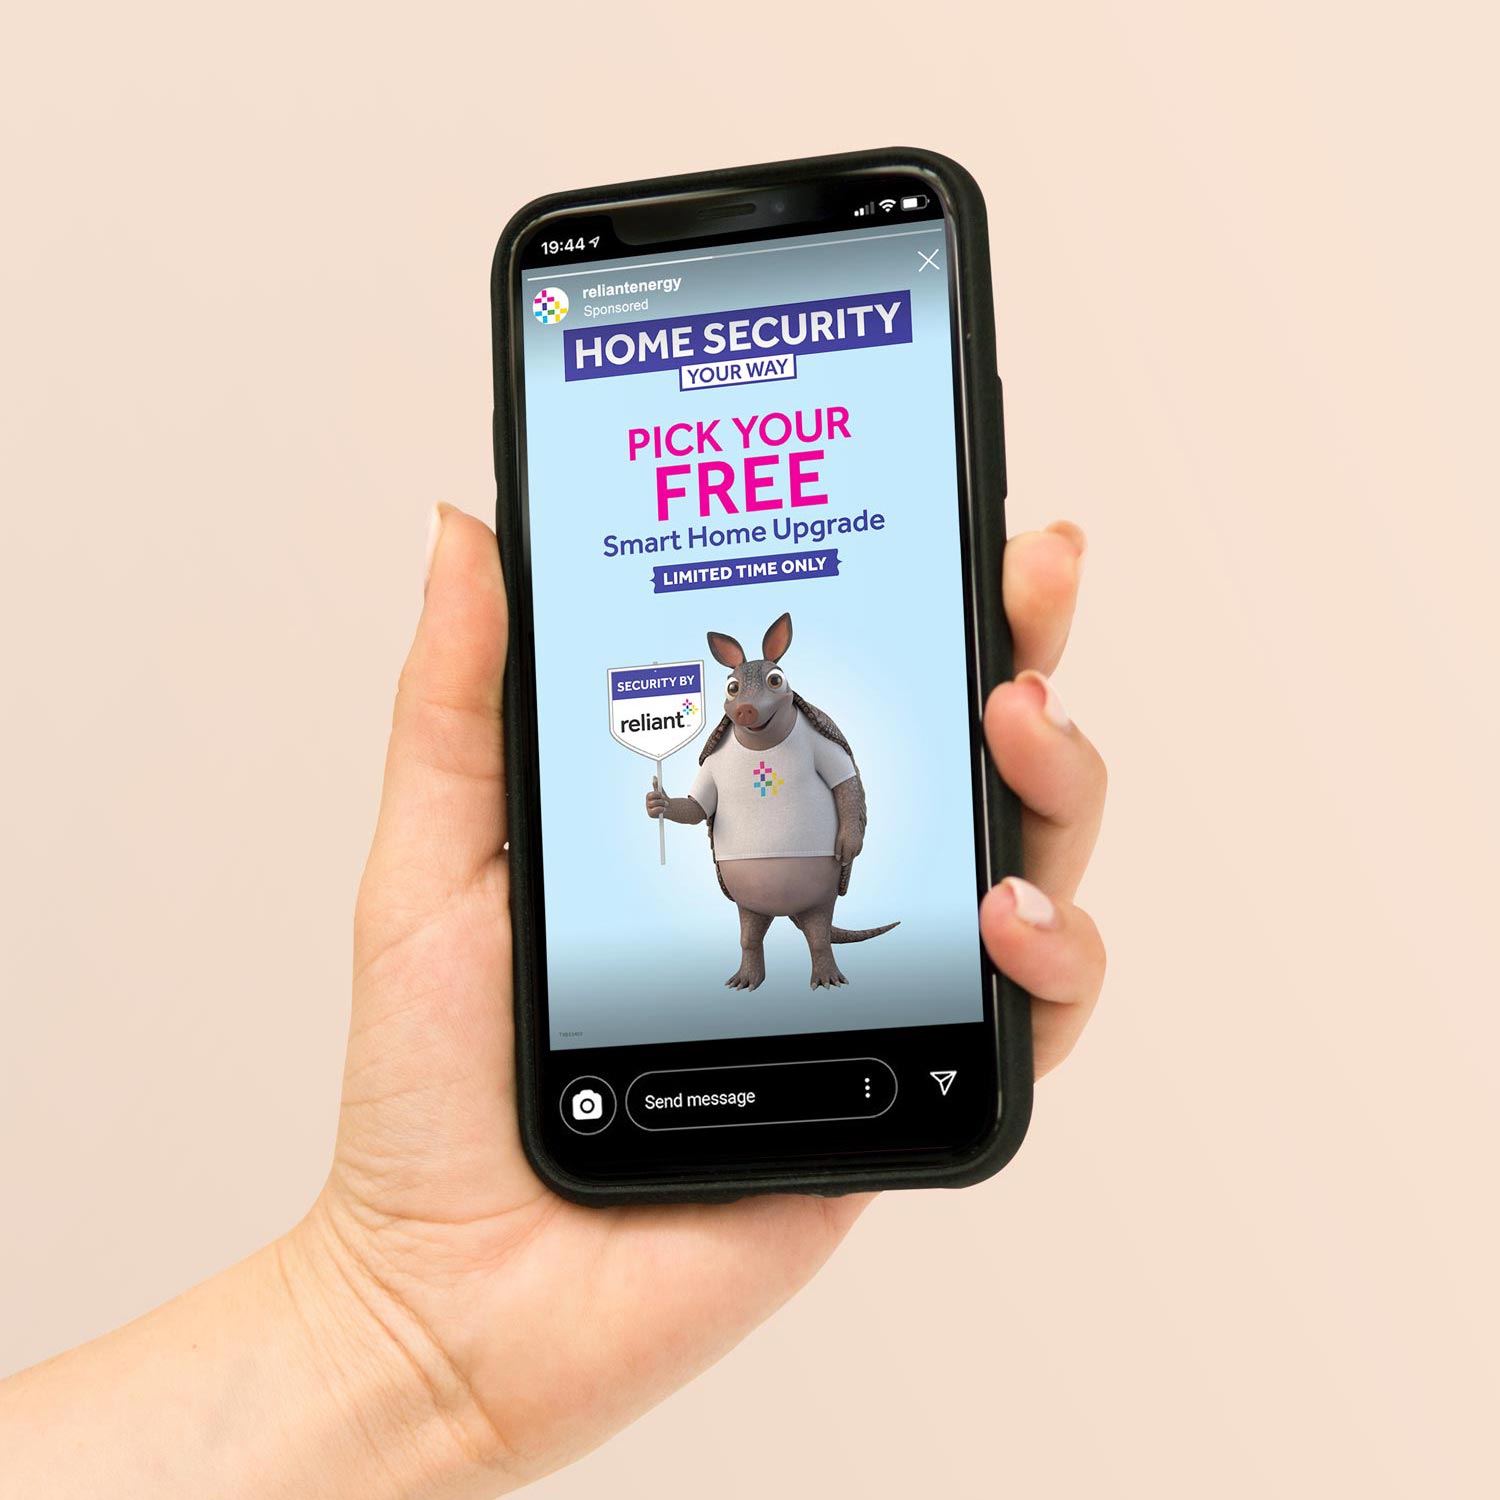 19:44
reliantenergy
Sponsored
HOME SECURITY
YOUR WAY
PICK YOUR
FREE
Smart Home Upgrade
LIMITED TIME ONLY
SECURITY BY
reliant
Send message